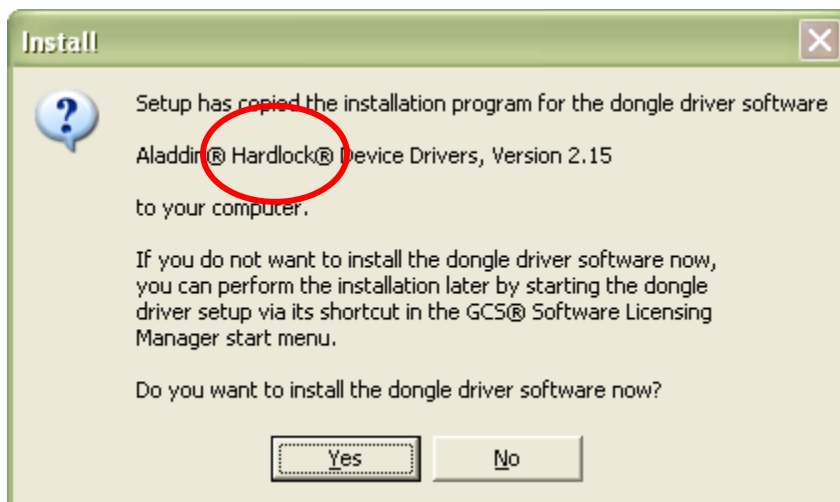 Install
Setup has copied the installation program for the dongle driver software
Aladdin® Hardlock® Device Drivers, Version 2.15
to your computer.
If you do not want to install the dongle driver software now,
you can perform the installation later by starting the dongle
driver setup via its shortcut in the GCS® Software Licensing
Manager start menu.
Do you want to install the dongle driver software now?
Yes
No